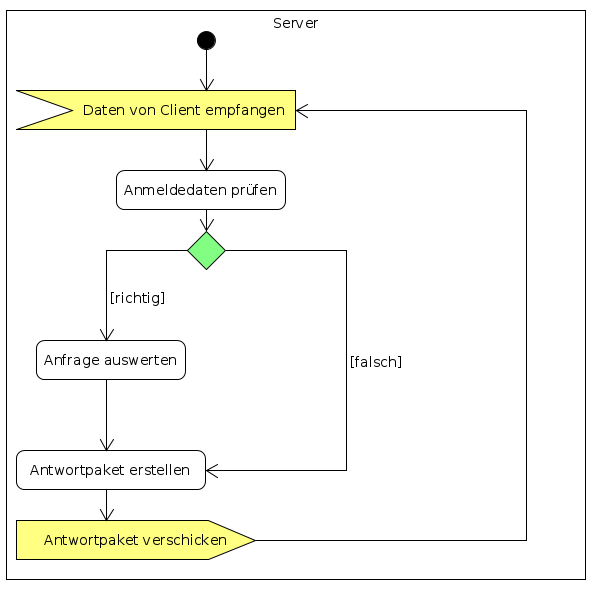 Server
Daten von Client empfangen
Anmeldedaten prüfen
[richtig]
Anfrage auswerten
[falsch]
Antwortpaket erstellen
Antwortpaket verschicken